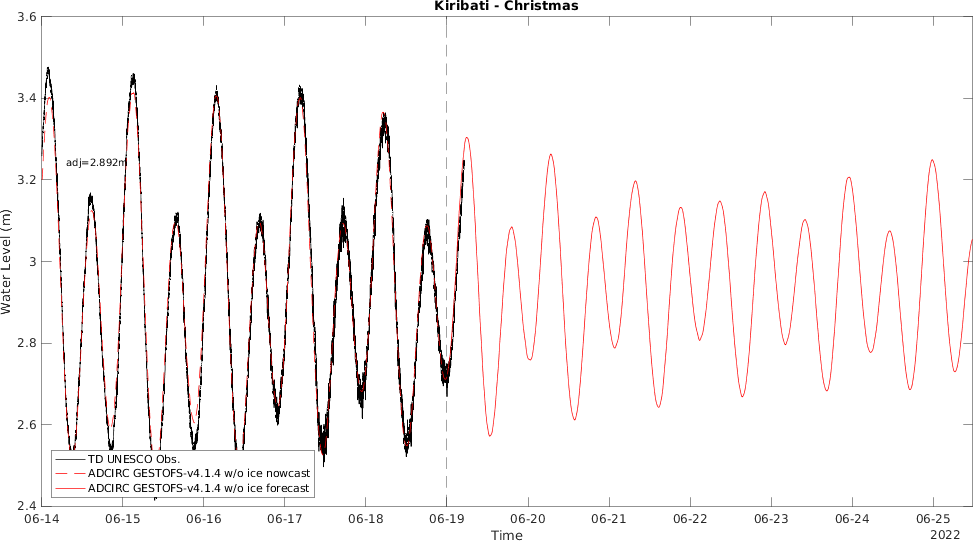 Kiribati - Christmas
3.6
3.4
3.2
3
2.8
2.6
2.4
Water Level (m)
adj=2.892m
TD UNESCO Obs.
ADCIRC GESTOFS-v4.1.4 w/o ice nowcast
ADCIRC GESTOFS-v4.1.4 w/o ice forecast
06-14 06-15 06-16 06-17 06-18 06-19 06-20 06-21 06-22 06-23 06-24 06-25
2022
Time